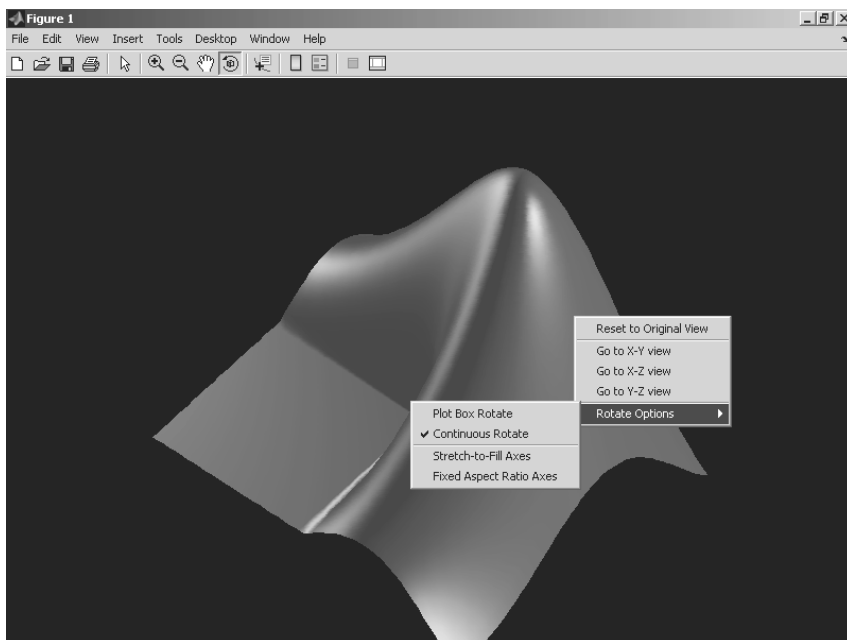 Figure 1
File Edit View Insert Tools Desktop Window Help
Reset to Original View
Go to X-Y view
Go to X-Z view
Go to Y-Z view
Rotate Options
Plot Box Rotate
Continuous Rotate
Stretch-to-Fill Axes
Fixed Aspect Ratio Axes